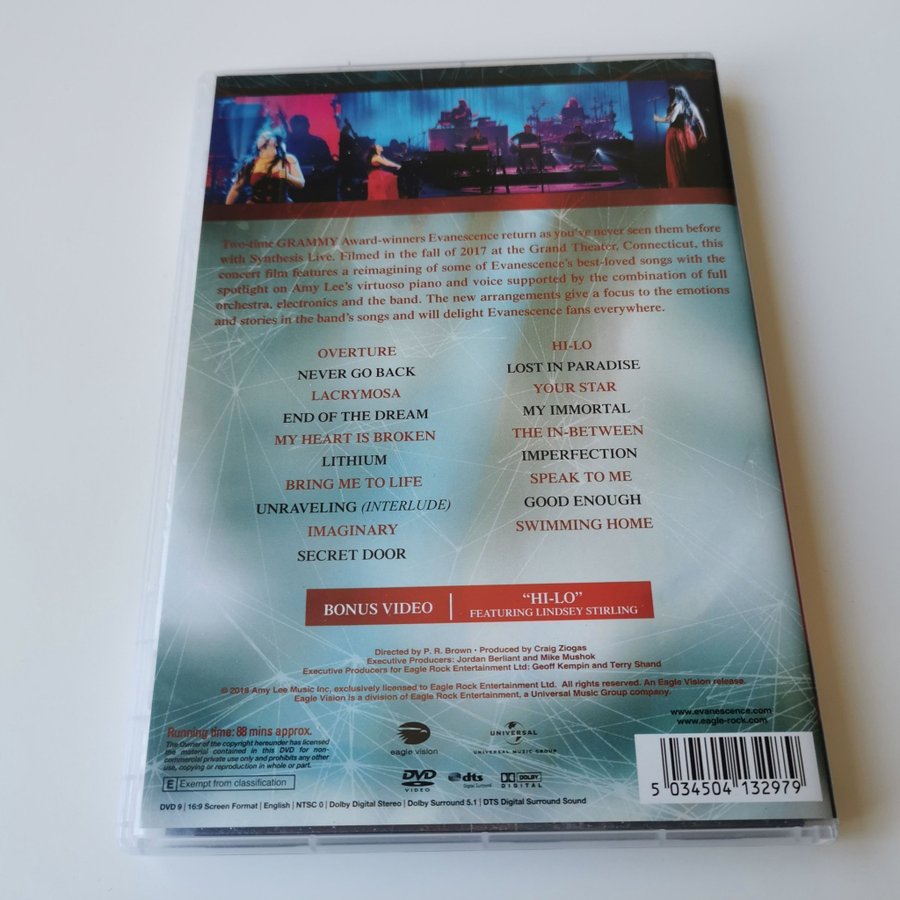 Two-time GRAMMY Award-winners Evanescence return as you've never seen them before
with Synthesis Live. Filmed in the fall of 2017 at the Grand Theater, Connecticut, this
concert film features a reimagining of some of Evanescence's best-loved songs with the
spotlight on Amy Lee's virtuoso piano and voice supported by the combination of full
orchestra, electronics and the band. The new arrangements give a focus to the emotions
and stories in the band's songs and will delight Evanescence fans everywhere.
OVERTURE
NEVER GO BACK
LACRYMOSA
END OF THE DREAM
MY HEART IS BROKEN
LITHIUM
BRING ME TO LIFE
UNRAVELING (INTERLUDE)
IMAGINARY
SECRET DOOR
HI-LO
LOST IN PARADISE
YOUR STAR
MY IMMORTAL
THE IN-BETWEEN
IMPERFECTION
SPEAK TO ME
GOOD ENOUGH
SWIMMING HOME
BONUS VIDEO
"HI-LO"
FEATURING LINDSEY STIRLING
Directed by P. R. Brown • Produced by Craig Ziogas
Executive Producers: Jordan Berliant and Mike Mushok
Executive Producers for Eagle Rock Entertainment Ltd: Geoff Kempin and Terry Shand
© 2018 Amy Lee Music Inc, exclusively licensed to Eagle Rock Entertainment Ltd. All rights reserved. An Eagle Vision release.
Eagle Vision is a division of Eagle Rock Entertainment, a Universal Music Group company.
www.evanescence.com
www.eagle-rock.com
Running time: 88 mins approx.
The Owner of the copyright hereunder has licensed
the material contained in this DVD for non-
commercial private use only and prohibits any other
use, copying or reproduction in whole or part.
E Exempt from classification
eagle vision
UNIVERSAL
UNIVERSAL MUSIC GROUP
DVD
VIDEO
dts
Digital Surround
DOLBY
DIGITAL
DVD 9 | 16:9 Screen Format | English | NTSC 0 | Dolby Digital Stereo | Dolby Surround 5.1 | DTS Digital Surround Sound
5 034504 132979